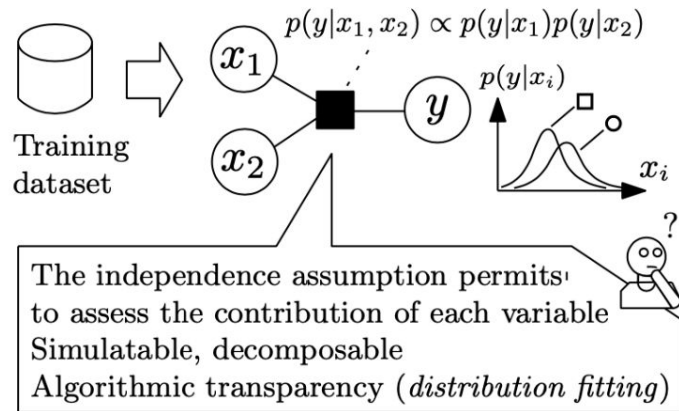 p(y|x₁, x₂) ∝ p(y|x₁)p(y|x₂)
x₁
x₂
y
p(y|xᵢ)
xᵢ
Training
dataset
?
The independence assumption permits
to assess the contribution of each variable
Simulatable, decomposable
Algorithmic transparency (distribution fitting)